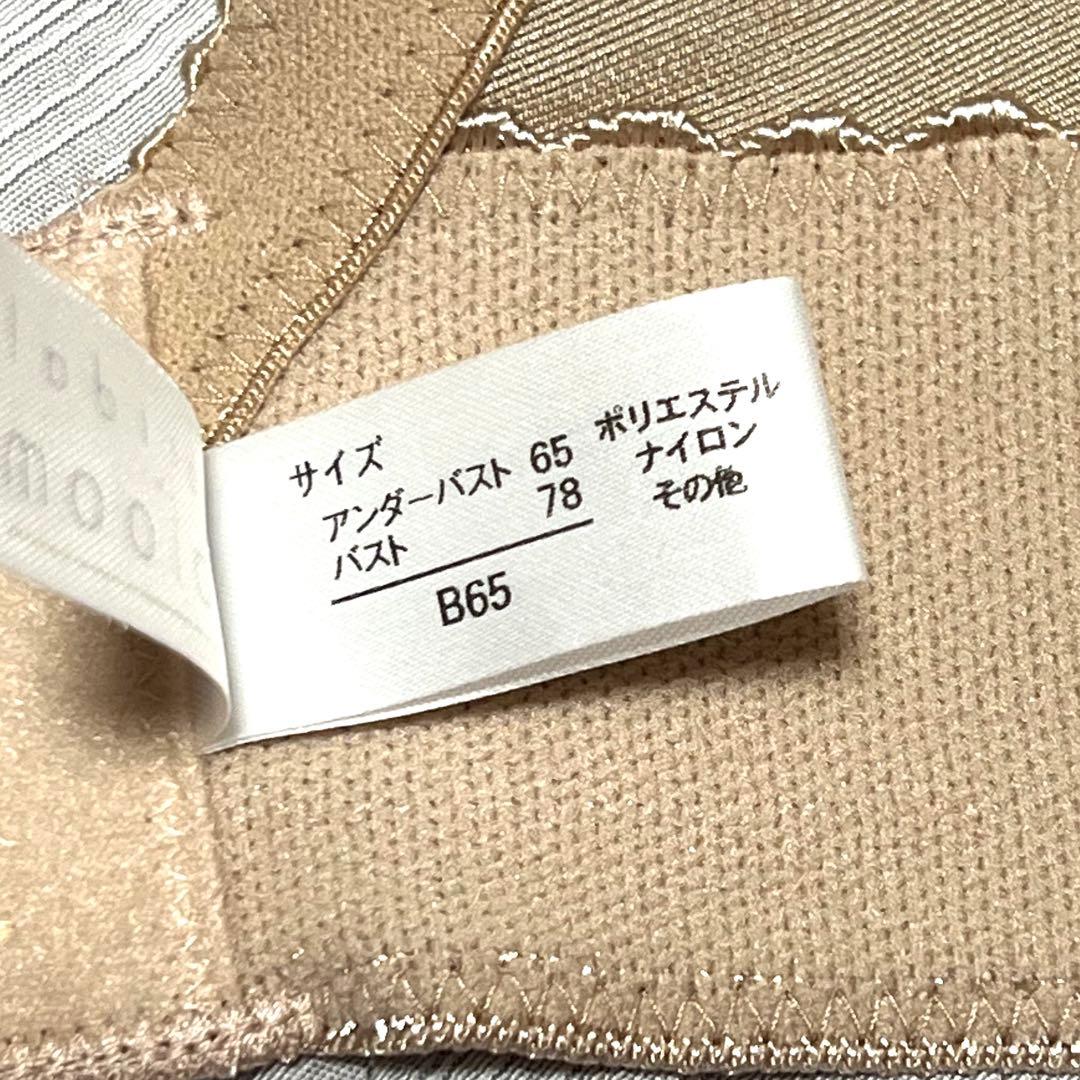 サイズ
アンダーバスト 65
バスト 78
B65
ポリエステル
ナイロン
その他